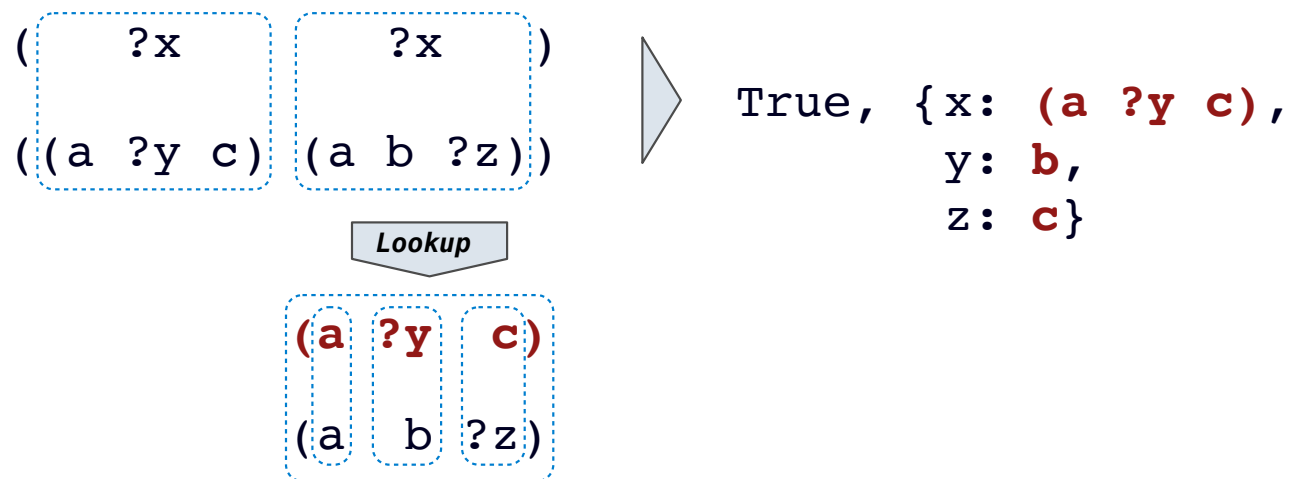 ( ?x ?x )
((a ?y c) (a b ?z))
True, {x: (a ?y c),
y: b,
z: c}
Lookup
(a ?y c)
(a b ?z)